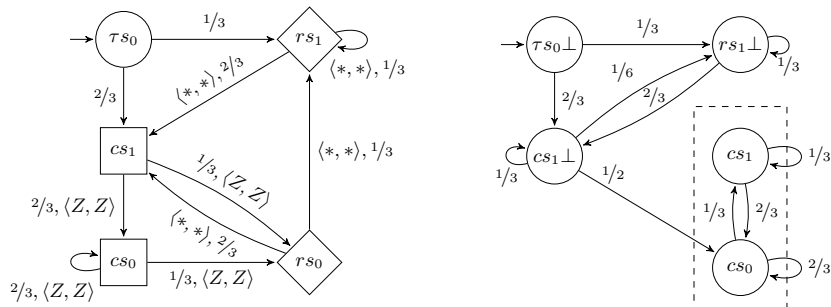 τs₀
1/3
rs₁
⟨*, *⟩, 1/3
2/3
⟨*, *⟩, 2/3
cs₁
1/3, ⟨Z, Z⟩
⟨*, *⟩, 1/3
2/3, ⟨Z, Z⟩
⟨*, *⟩, 2/3
cs₀
1/3, ⟨Z, Z⟩
rs₀
2/3, ⟨Z, Z⟩
τs₀⊥
1/3
rs₁⊥
1/3
1/6
2/3
2/3
cs₁⊥
1/3
1/2
cs₁
1/3
1/3
2/3
cs₀
2/3